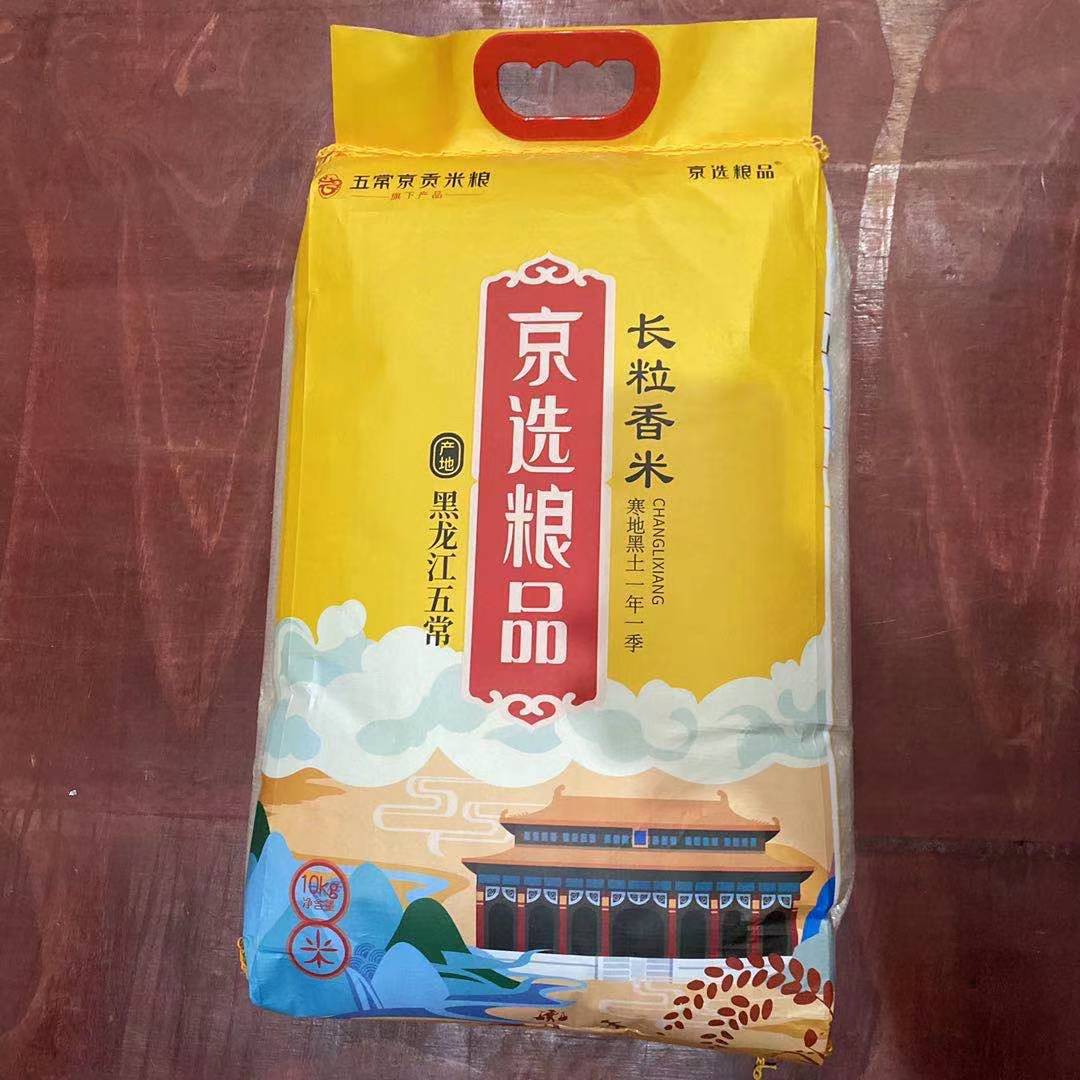 五常京贡米粮
旗下产品
京选粮品
京选粮品
长粒香米
CHANGLIXIANG
寒地黑土一年一季
产地
黑龙江五常
10kg
净含量
米